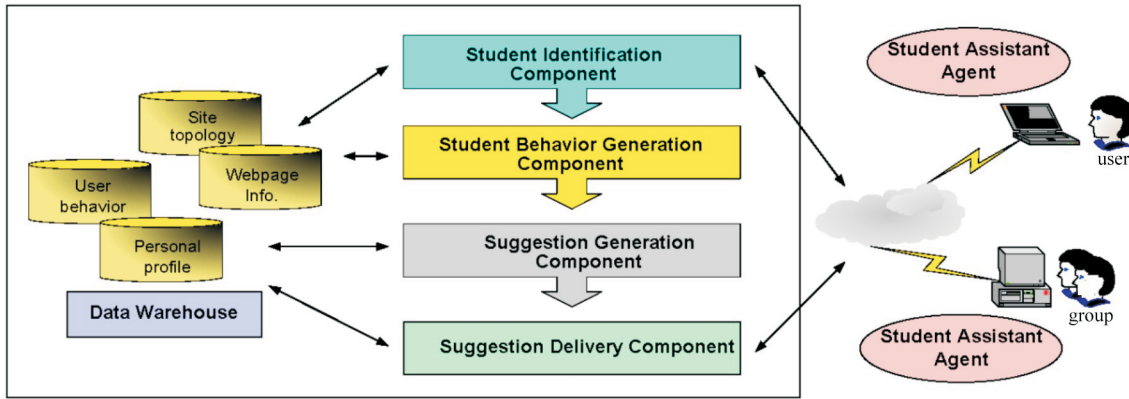 Student Identification
Component
Student Assistant
Agent
Site
topology
Student Behavior Generation
Component
user
Webpage
Info.
User
behavior
Personal
profile
Suggestion Generation
Component
Data Warehouse
group
Suggestion Delivery Component
Student Assistant
Agent